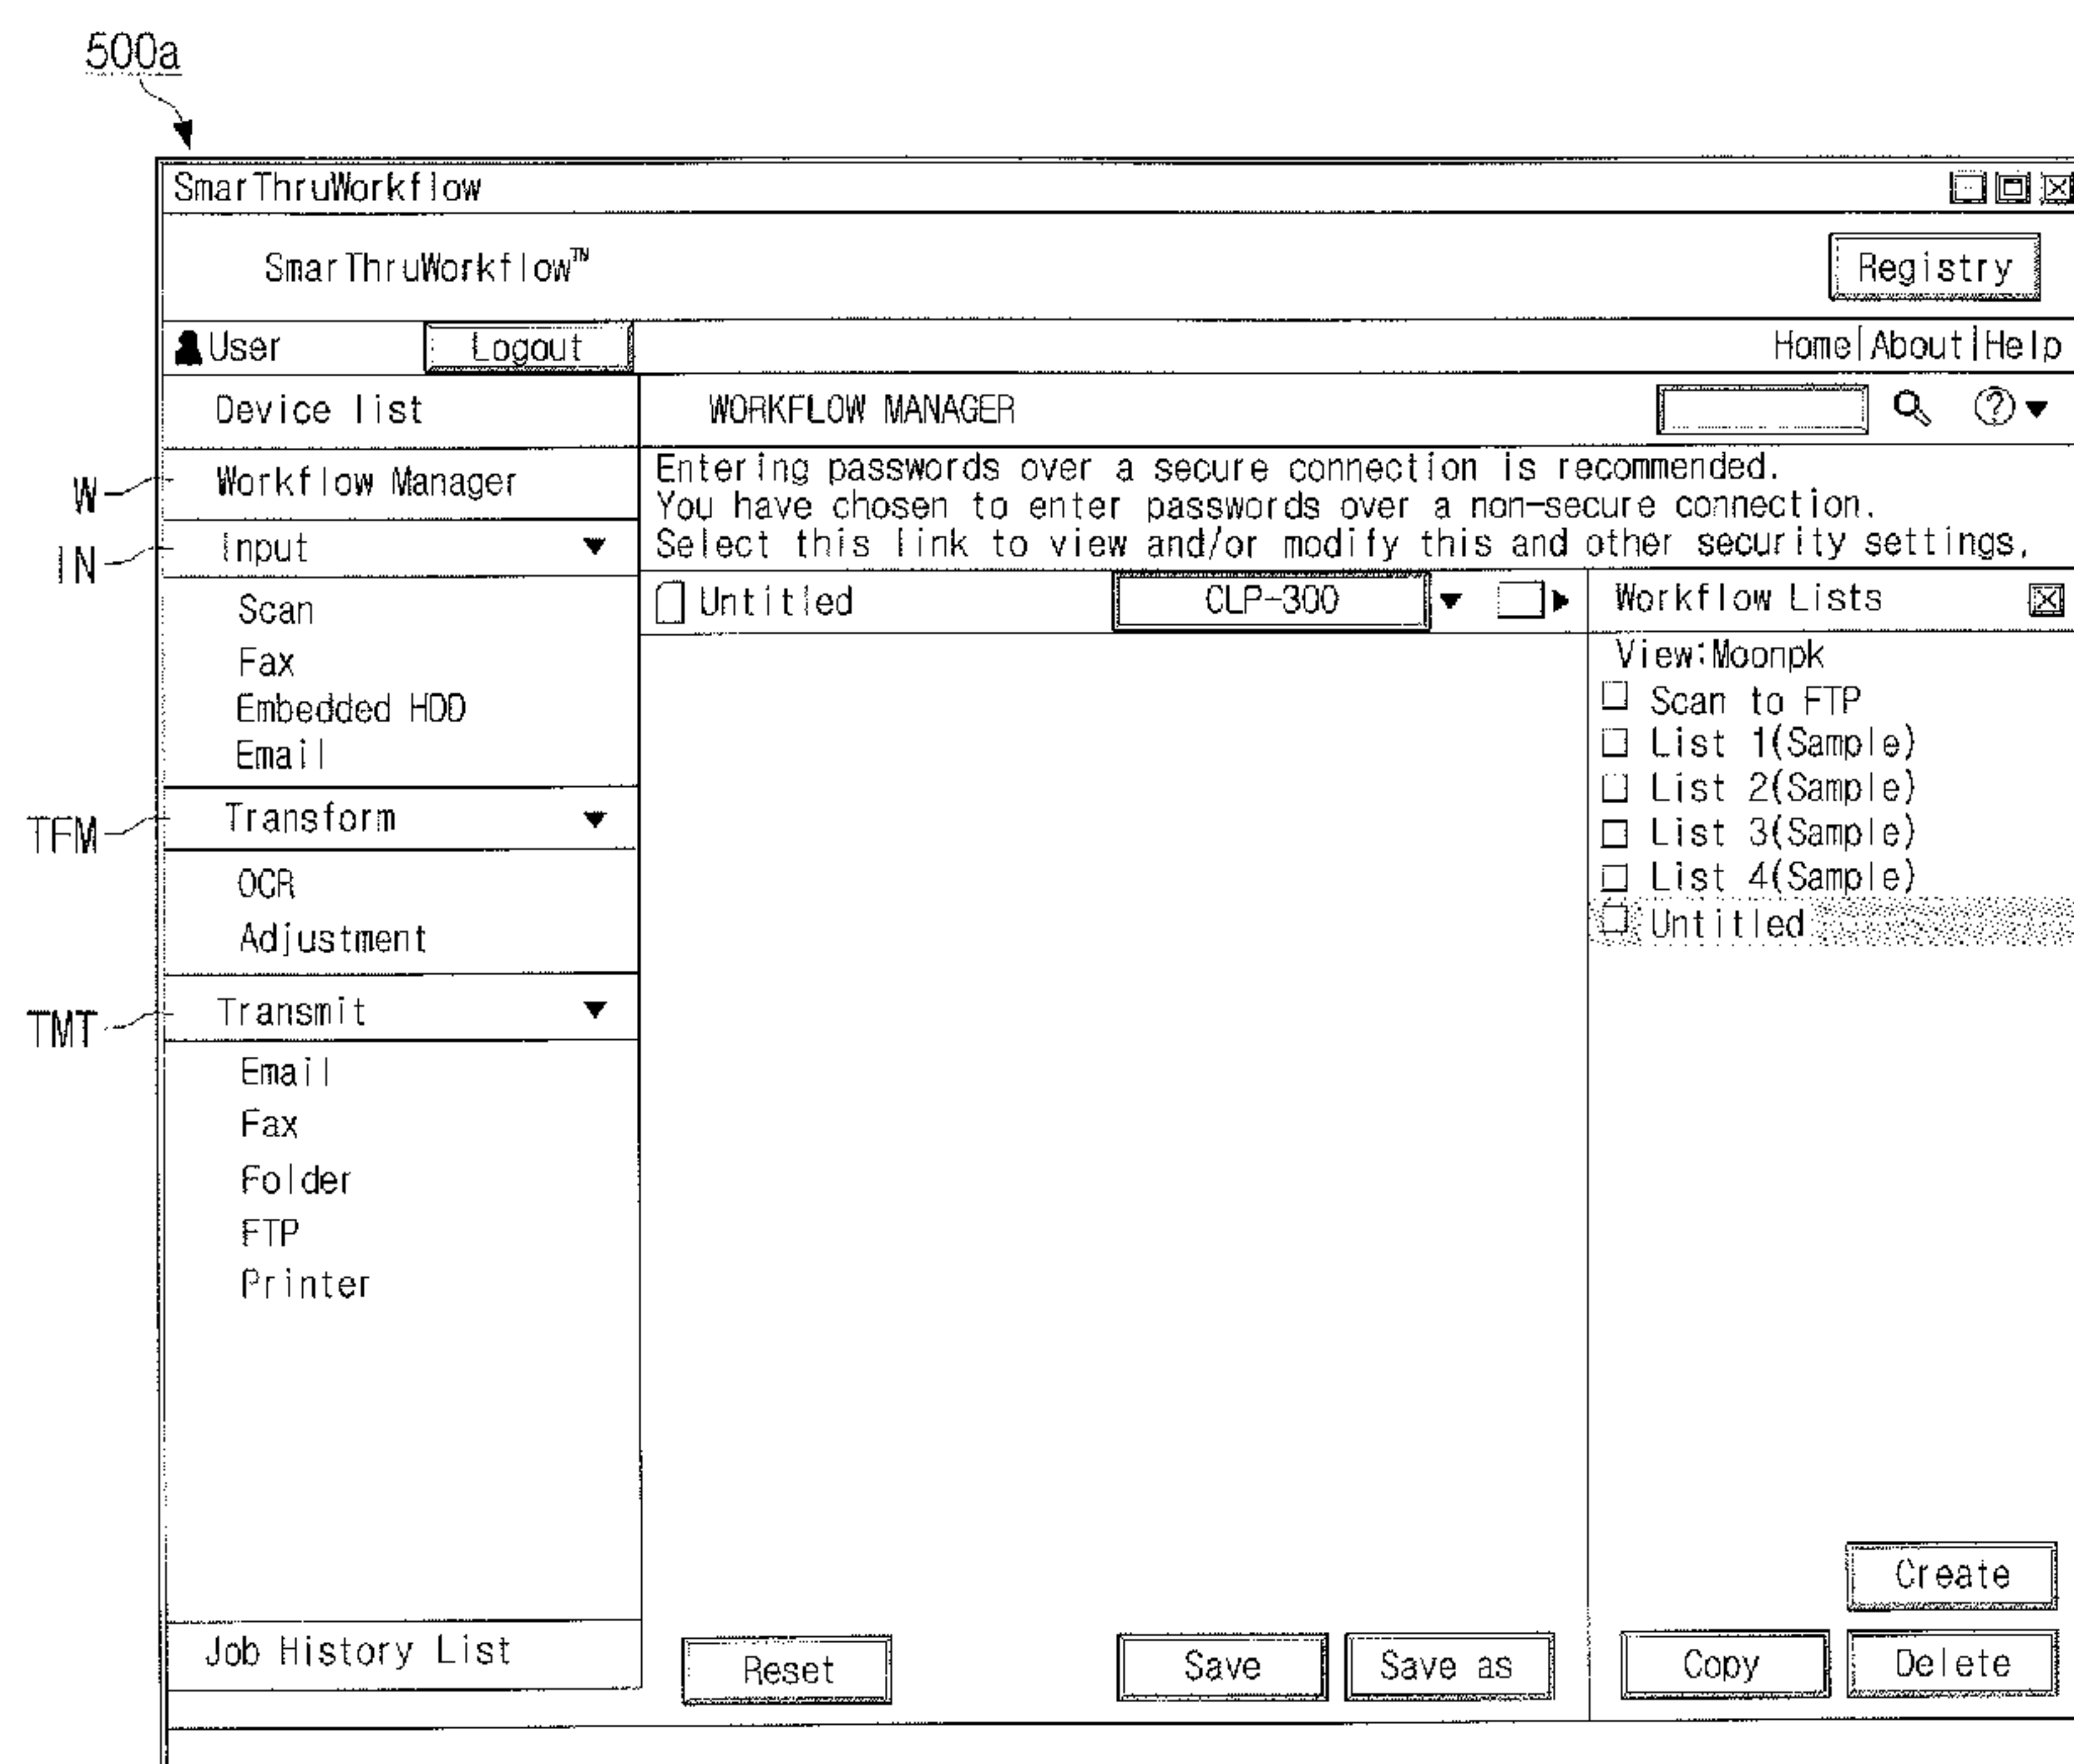 500a
SmarThruWorkflow
SmarThruWorkflow™
Registry
User
Logout
Home|About|Help
Device list
WORKFLOW MANAGER
W
Workflow Manager
Entering passwords over a secure connection is recommended.
You have chosen to enter passwords over a non-secure connection.
Select this link to view and/or modify this and other security settings,
IN
Input
Scan
Fax
Embedded HDD
Email
Untitled
CLP-300
Workflow Lists
View:Moonpk
Scan to FTP
List 1(Sample)
List 2(Sample)
List 3(Sample)
List 4(Sample)
Untitled
TFM
Transform
OCR
Adjustment
TMT
Transmit
Email
Fax
Folder
FTP
Printer
Job History List
Reset
Save
Save as
Create
Copy
Delete